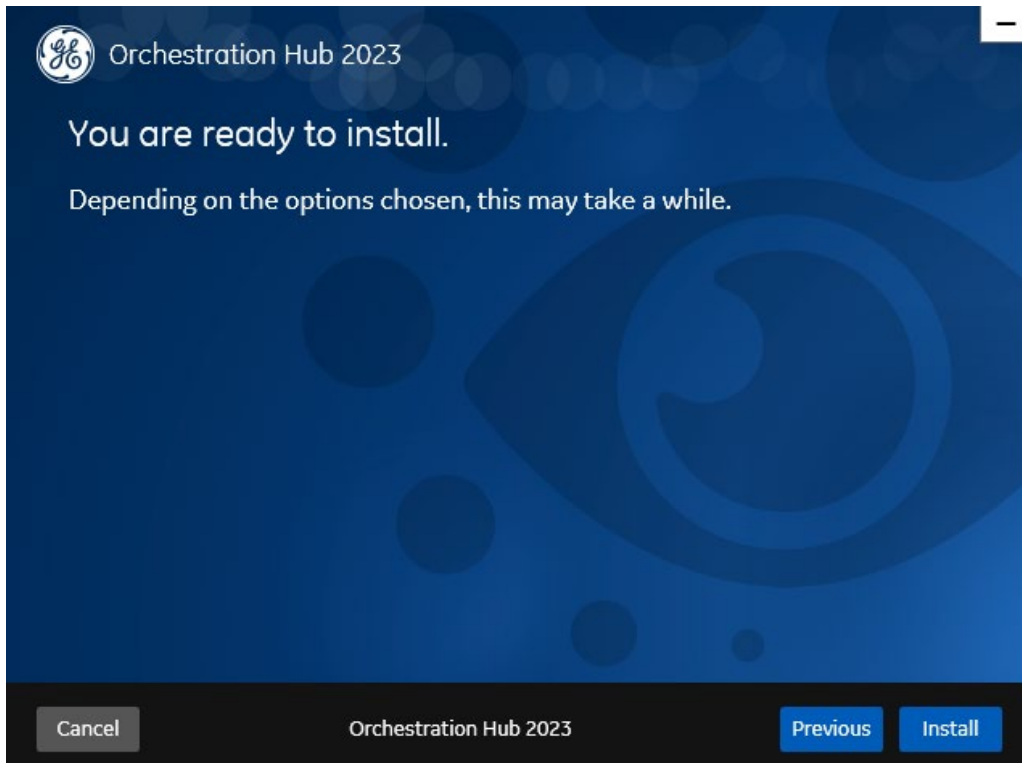 GE Orchestration Hub 2023
You are ready to install.
Depending on the options chosen, this may take a while.
Cancel
Orchestration Hub 2023
Previous
Install